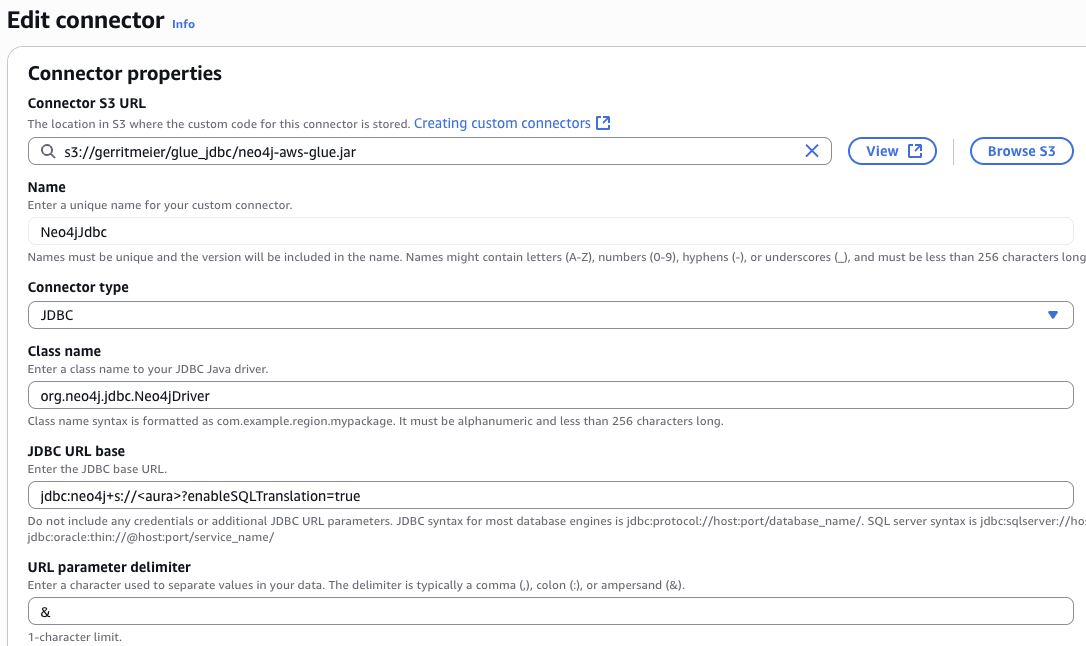 Edit connector Info
Connector properties
Connector S3 URL
The location in S3 where the custom code for this connector is stored. Creating custom connectors
s3://gerritmeier/glue_jdbc/neo4j-aws-glue.jar
View
Browse S3
Name
Enter a unique name for your custom connector.
Neo4jJdbc
Names must be unique and the version will be included in the name. Names might contain letters (A-Z), numbers (0-9), hyphens (-), or underscores (_), and must be less than 256 characters long
Connector type
JDBC
Class name
Enter a class name to your JDBC Java driver.
org.neo4j.jdbc.Neo4jDriver
Class name syntax is formatted as com.example.region.mypackage. It must be alphanumeric and less than 256 characters long.
JDBC URL base
Enter the JDBC base URL.
jdbc:neo4j+s://<aura>?enableSQLTranslation=true
Do not include any credentials or additional JDBC URL parameters. JDBC syntax for most database engines is jdbc:protocol://host:port/database_name/. SQL server syntax is jdbc:sqlserver://hos
jdbc:oracle:thin://@host:port/service_name/
URL parameter delimiter
Enter a character used to separate values in your data. The delimiter is typically a comma (,), colon (:), or ampersand (&).
&
1-character limit.